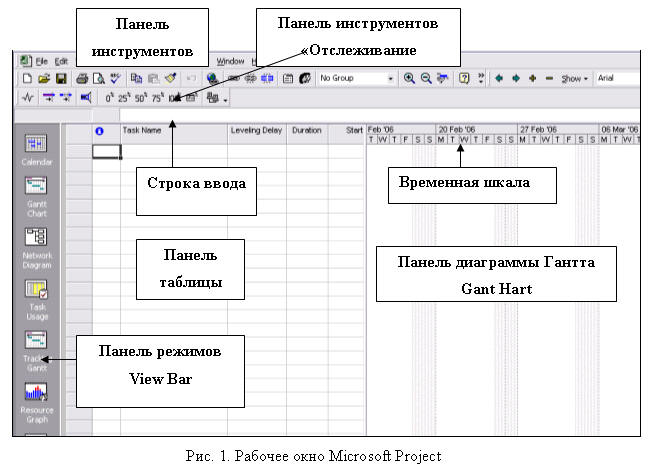 Панель
инструментов
Панель инструментов
«Отслеживание
File Edit
Window
No Group
Show
Arial
0% 25% 50% 75%
Task Name Leveling Delay Duration Start
Feb '06 20 Feb '06 27 Feb '06 06 Mar '06
T W T F S S M T W T F S S M T W T F S S M T W T
Calendar
Gantt
Chart
Network
Diagram
Task
Usage
Gantt
Resource
Graph
Строка ввода
Временная шкала
Панель
таблицы
Панель диаграммы Гантта
Gant Hart
Панель режимов
View Bar
Рис. 1. Рабочее окно Microsoft Project